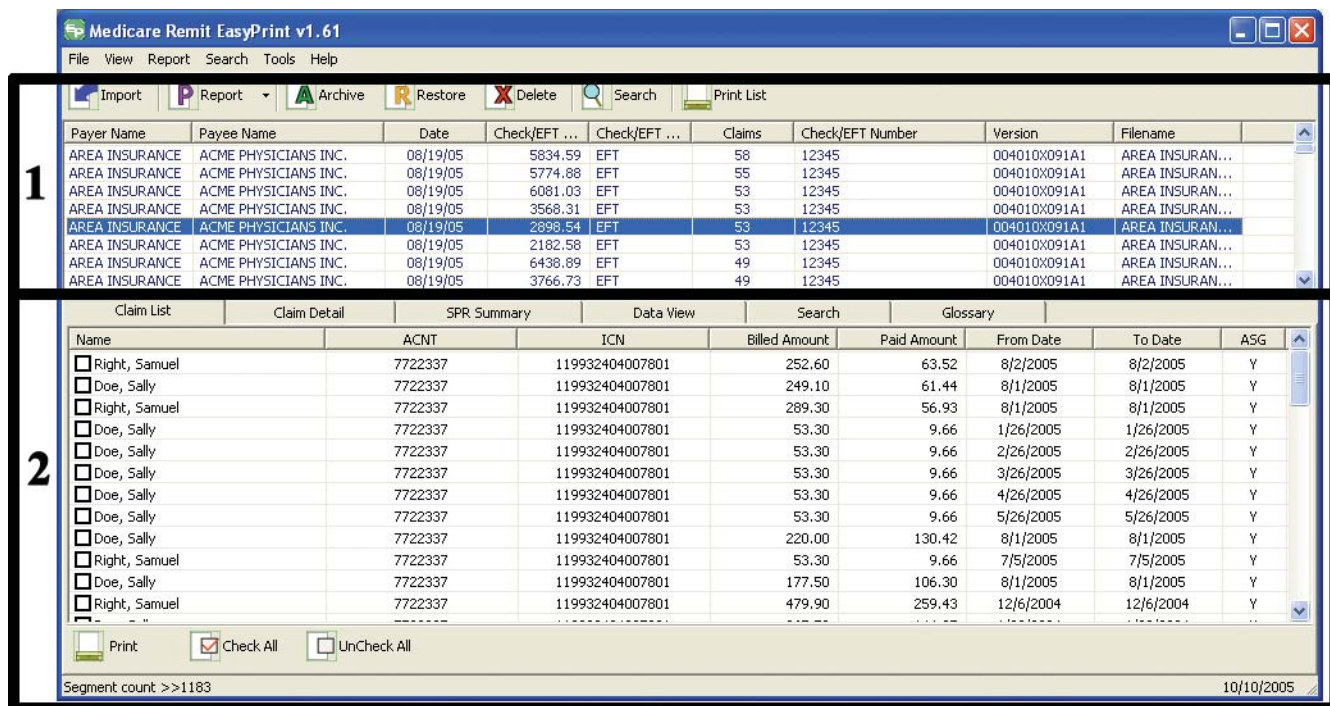 Medicare Remit EasyPrint v1.61
File View Report Search Tools Help
Import Report Archive Restore Delete Search Print List
Payer Name Payee Name Date Check/EFT ... Check/EFT ... Claims Check/EFT Number Version Filename
1
AREA INSURANCE ACME PHYSICIANS INC. 08/19/05 5834.59 EFT 58 12345 004010X091A1 AREA INSURAN...
AREA INSURANCE ACME PHYSICIANS INC. 08/19/05 5774.88 EFT 55 12345 004010X091A1 AREA INSURAN...
AREA INSURANCE ACME PHYSICIANS INC. 08/19/05 6081.03 EFT 53 12345 004010X091A1 AREA INSURAN...
AREA INSURANCE ACME PHYSICIANS INC. 08/19/05 3568.31 EFT 53 12345 004010X091A1 AREA INSURAN...
AREA INSURANCE ACME PHYSICIANS INC. 08/19/05 2898.54 EFT 53 12345 004010X091A1 AREA INSURAN...
AREA INSURANCE ACME PHYSICIANS INC. 08/19/05 2182.58 EFT 53 12345 004010X091A1 AREA INSURAN...
AREA INSURANCE ACME PHYSICIANS INC. 08/19/05 6438.89 EFT 49 12345 004010X091A1 AREA INSURAN...
AREA INSURANCE ACME PHYSICIANS INC. 08/19/05 3766.73 EFT 49 12345 004010X091A1 AREA INSURAN...
Claim List Claim Detail SPR Summary Data View Search Glossary
Name ACNT ICN Billed Amount Paid Amount From Date To Date ASG
2
Right, Samuel 7722337 119932404007801 252.60 63.52 8/2/2005 8/2/2005 Y
Doe, Sally 7722337 119932404007801 249.10 61.44 8/1/2005 8/1/2005 Y
Right, Samuel 7722337 119932404007801 289.30 56.93 8/1/2005 8/1/2005 Y
Doe, Sally 7722337 119932404007801 53.30 9.66 1/26/2005 1/26/2005 Y
Doe, Sally 7722337 119932404007801 53.30 9.66 2/26/2005 2/26/2005 Y
Doe, Sally 7722337 119932404007801 53.30 9.66 3/26/2005 3/26/2005 Y
Doe, Sally 7722337 119932404007801 53.30 9.66 4/26/2005 4/26/2005 Y
Doe, Sally 7722337 119932404007801 53.30 9.66 5/26/2005 5/26/2005 Y
Doe, Sally 7722337 119932404007801 220.00 130.42 8/1/2005 8/1/2005 Y
Right, Samuel 7722337 119932404007801 53.30 9.66 7/5/2005 7/5/2005 Y
Doe, Sally 7722337 119932404007801 177.50 106.30 8/1/2005 8/1/2005 Y
Right, Samuel 7722337 119932404007801 479.90 259.43 12/6/2004 12/6/2004 Y
Print Check All UnCheck All
Segment count >>1183 10/10/2005